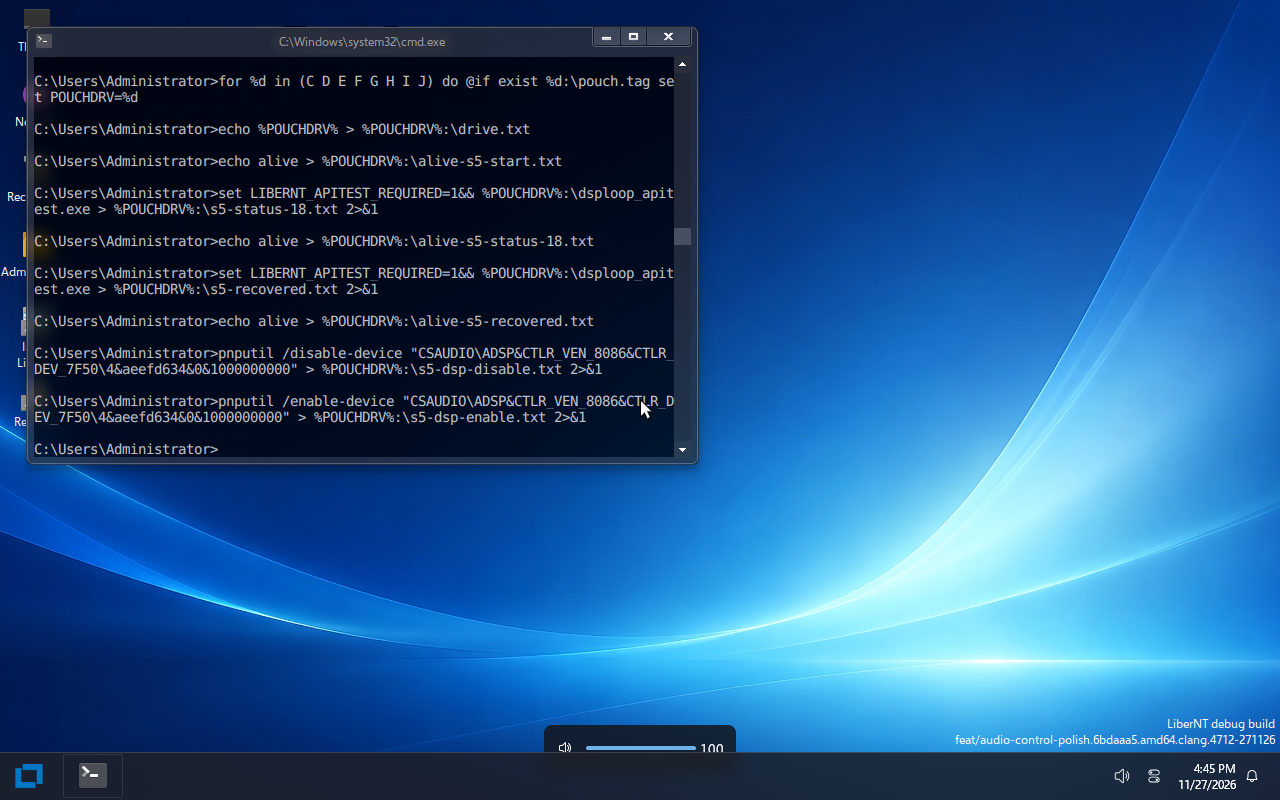 C:\Windows\system32\cmd.exe
C:\Users\Administrator>for %d in (C D E F G H I J) do @if exist %d:\pouch.tag se
t POUCHDRV=%d
C:\Users\Administrator>echo %POUCHDRV% > %POUCHDRV%:\drive.txt
C:\Users\Administrator>echo alive > %POUCHDRV%:\alive-s5-start.txt
C:\Users\Administrator>set LIBERNT_APITEST_REQUIRED=1&& %POUCHDRV%:\dsploop_apit
est.exe > %POUCHDRV%:\s5-status-18.txt 2>&1
C:\Users\Administrator>echo alive > %POUCHDRV%:\alive-s5-status-18.txt
C:\Users\Administrator>set LIBERNT_APITEST_REQUIRED=1&& %POUCHDRV%:\dsploop_apit
est.exe > %POUCHDRV%:\s5-recovered.txt 2>&1
C:\Users\Administrator>echo alive > %POUCHDRV%:\alive-s5-recovered.txt
C:\Users\Administrator>pnputil /disable-device "CSAUDIO\ADSP&CTLR_VEN_8086&CTLR_
DEV_7F50\4&aeefd634&0&1000000000" > %POUCHDRV%:\s5-dsp-disable.txt 2>&1
C:\Users\Administrator>pnputil /enable-device "CSAUDIO\ADSP&CTLR_VEN_8086&CTLR_D
EV_7F50\4&aeefd634&0&1000000000" > %POUCHDRV%:\s5-dsp-enable.txt 2>&1
C:\Users\Administrator>
100
LiberNT debug build
feat/audio-control-polish.6bdaaa5.amd64.clang.4712-271126
4:45 PM
11/27/2026